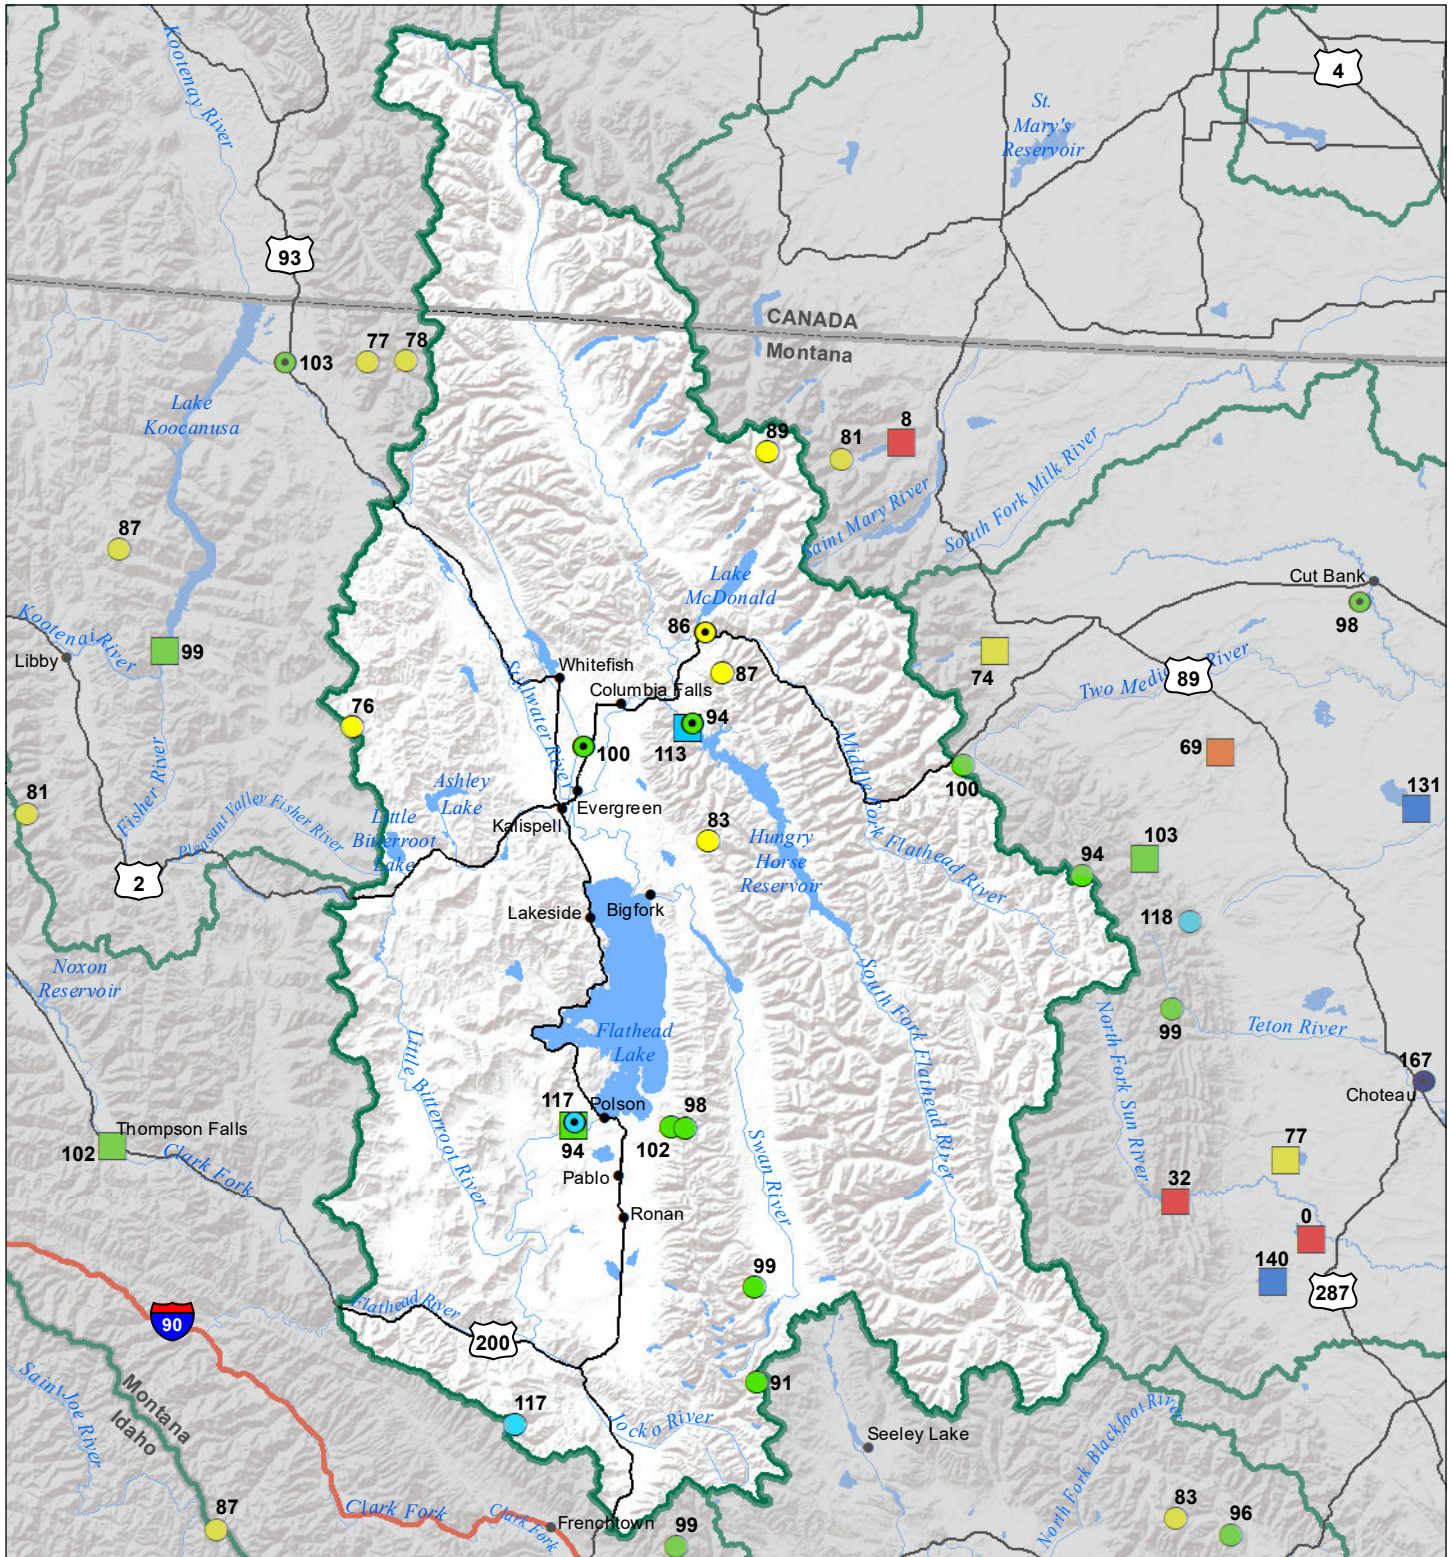 Kootenay River
4
St.
Mary's
Reservoir
93
CANADA
Montana
103
77
78
Lake
Koocanusa
89
81
8
Saint Mary River
South Fork Milk River
87
Lake
McDonald
Cut Bank
98
Kootenai River
Libby
99
86
74
89
Two Medi River
Whitefish
87
Columbia Falls
76
Stillwater River
94
113
100
69
Middle Fork Flathead River
100
131
81
Fisher River
Ashley
Lake
Evergreen
Kalispell
Pleasant Valley Fisher River
Little
Bitterroot
Lake
83
Hungry
Horse
Reservoir
103
94
2
118
Lakeside
Bigfork
Noxon
Reservoir
South Fork Flathead River
99
North Fork Sun River
Teton River
Flathead
Lake
Little Bitterroot River
167
Choteau
117
94
Polson
98
102
Thompson Falls
102
Clark Fork
Swan River
77
Pablo
32
Ronan
0
140
287
99
90
Flathead River
200
91
Saint Joe River
Montana
Idaho
117
Jocko River
Seeley Lake
North Fork Blackfoot River
87
Clark Fork
Clark Fork
Frenchtown
99
83
96